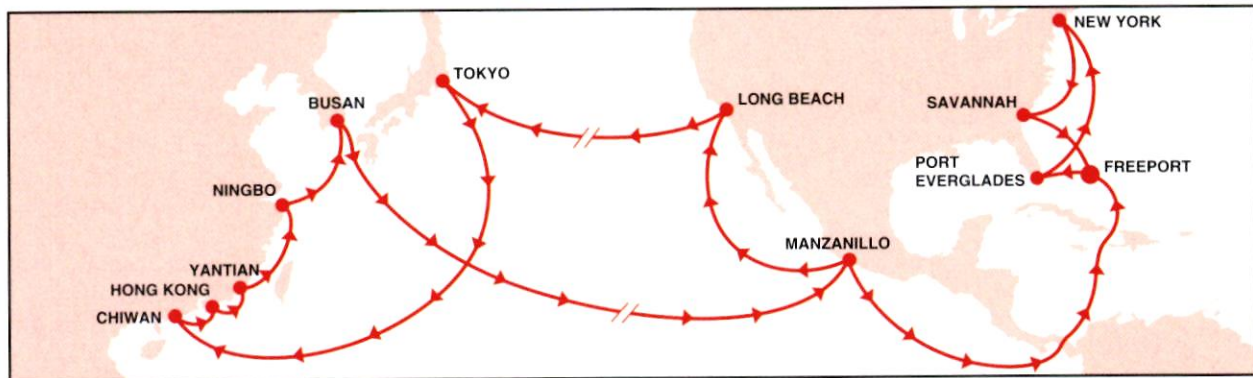 NEW YORK
TOKYO
LONG BEACH
BUSAN
SAVANNAH
PORT
EVERGLADES
FREEPORT
NINGBO
MANZANILLO
YANTIAN
HONG KONG
CHIWAN